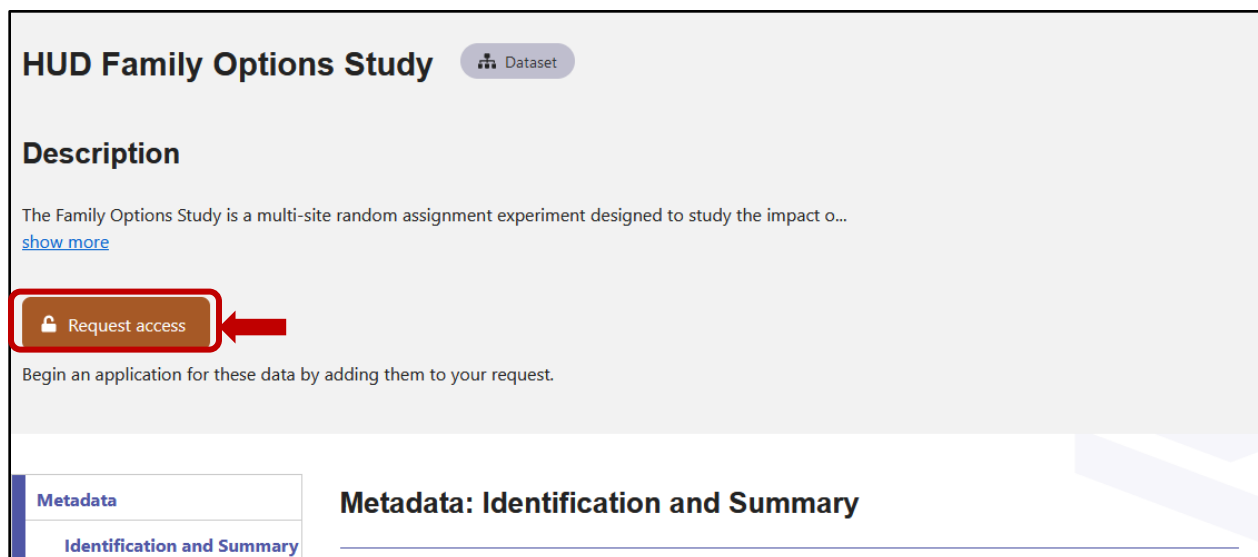 HUD Family Options Study
Dataset
Description
The Family Options Study is a multi-site random assignment experiment designed to study the impact o...
show more
Request access
Begin an application for these data by adding them to your request.
Metadata
Metadata: Identification and Summary
Identification and Summary